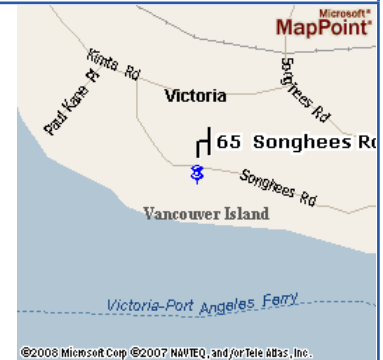 Microsoft®
MapPoint®
Kimta Rd
Paul Kane Pl
Songhees Rd
Victoria
65 Songhees Rd
Songhees Rd
Vancouver Island
Victoria-Port Angeles Ferry
©2008 Microsoft Corp ©2007 NAVTEQ, and/or Tele Atlas, Inc.